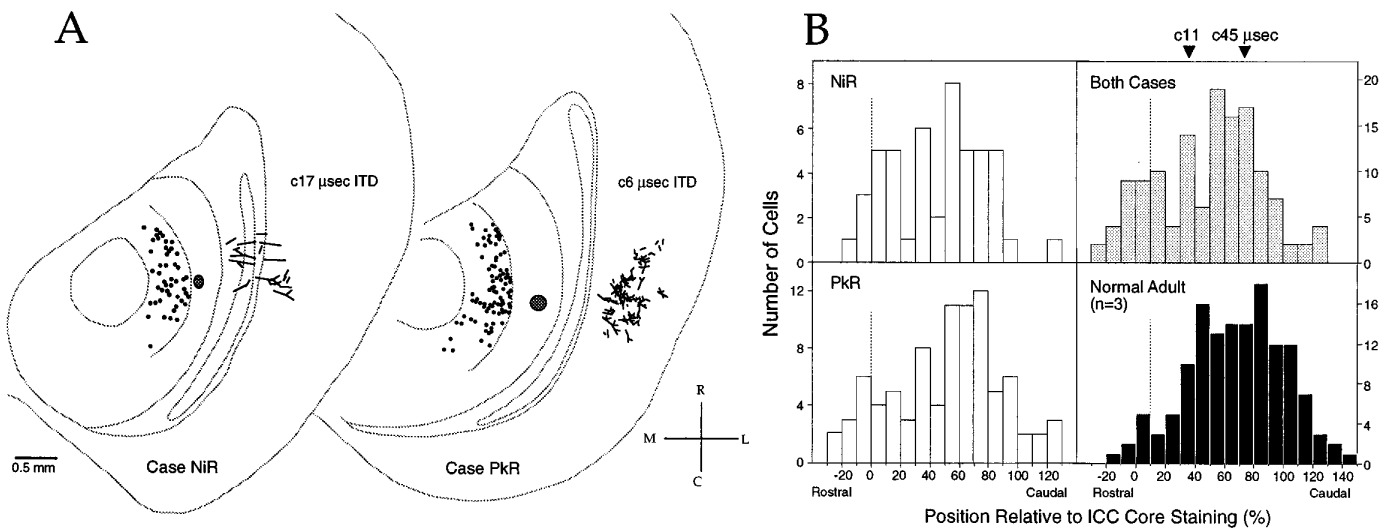 A
c17 μsec ITD
c6 μsec ITD
R
M
L
C
0.5 mm
Case NiR
Case PkR
B
c11 c45 μsec
NiR
Both Cases
8
6
4
2
0
20
15
10
5
0
Number of Cells
PkR
Normal Adult
(n=3)
12
8
4
0
16
12
8
4
0
-20 0 20 40 60 80 100 120
-20 0 20 40 60 80 100 120 140
Rostral Caudal Rostral Caudal
Position Relative to ICC Core Staining (%)